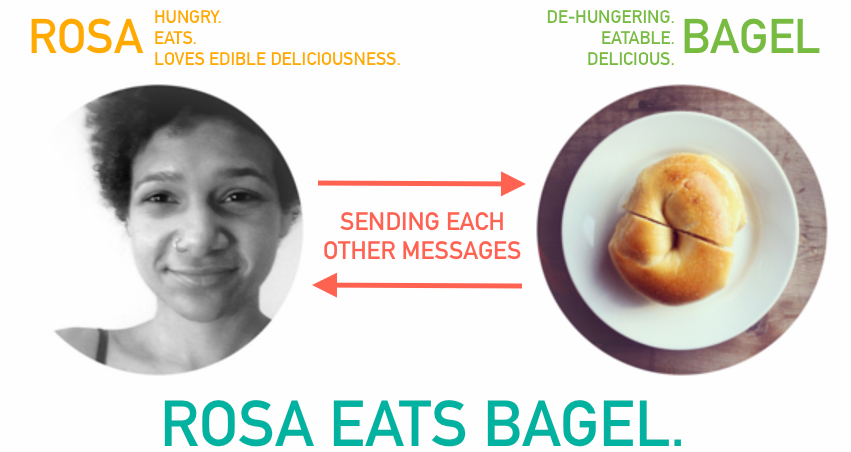 ROSA
HUNGRY.
EATS.
LOVES EDIBLE DELICIOUSNESS.
DE-HUNGERING.
EATABLE.
DELICIOUS.
BAGEL
SENDING EACH
OTHER MESSAGES
ROSA EATS BAGEL.